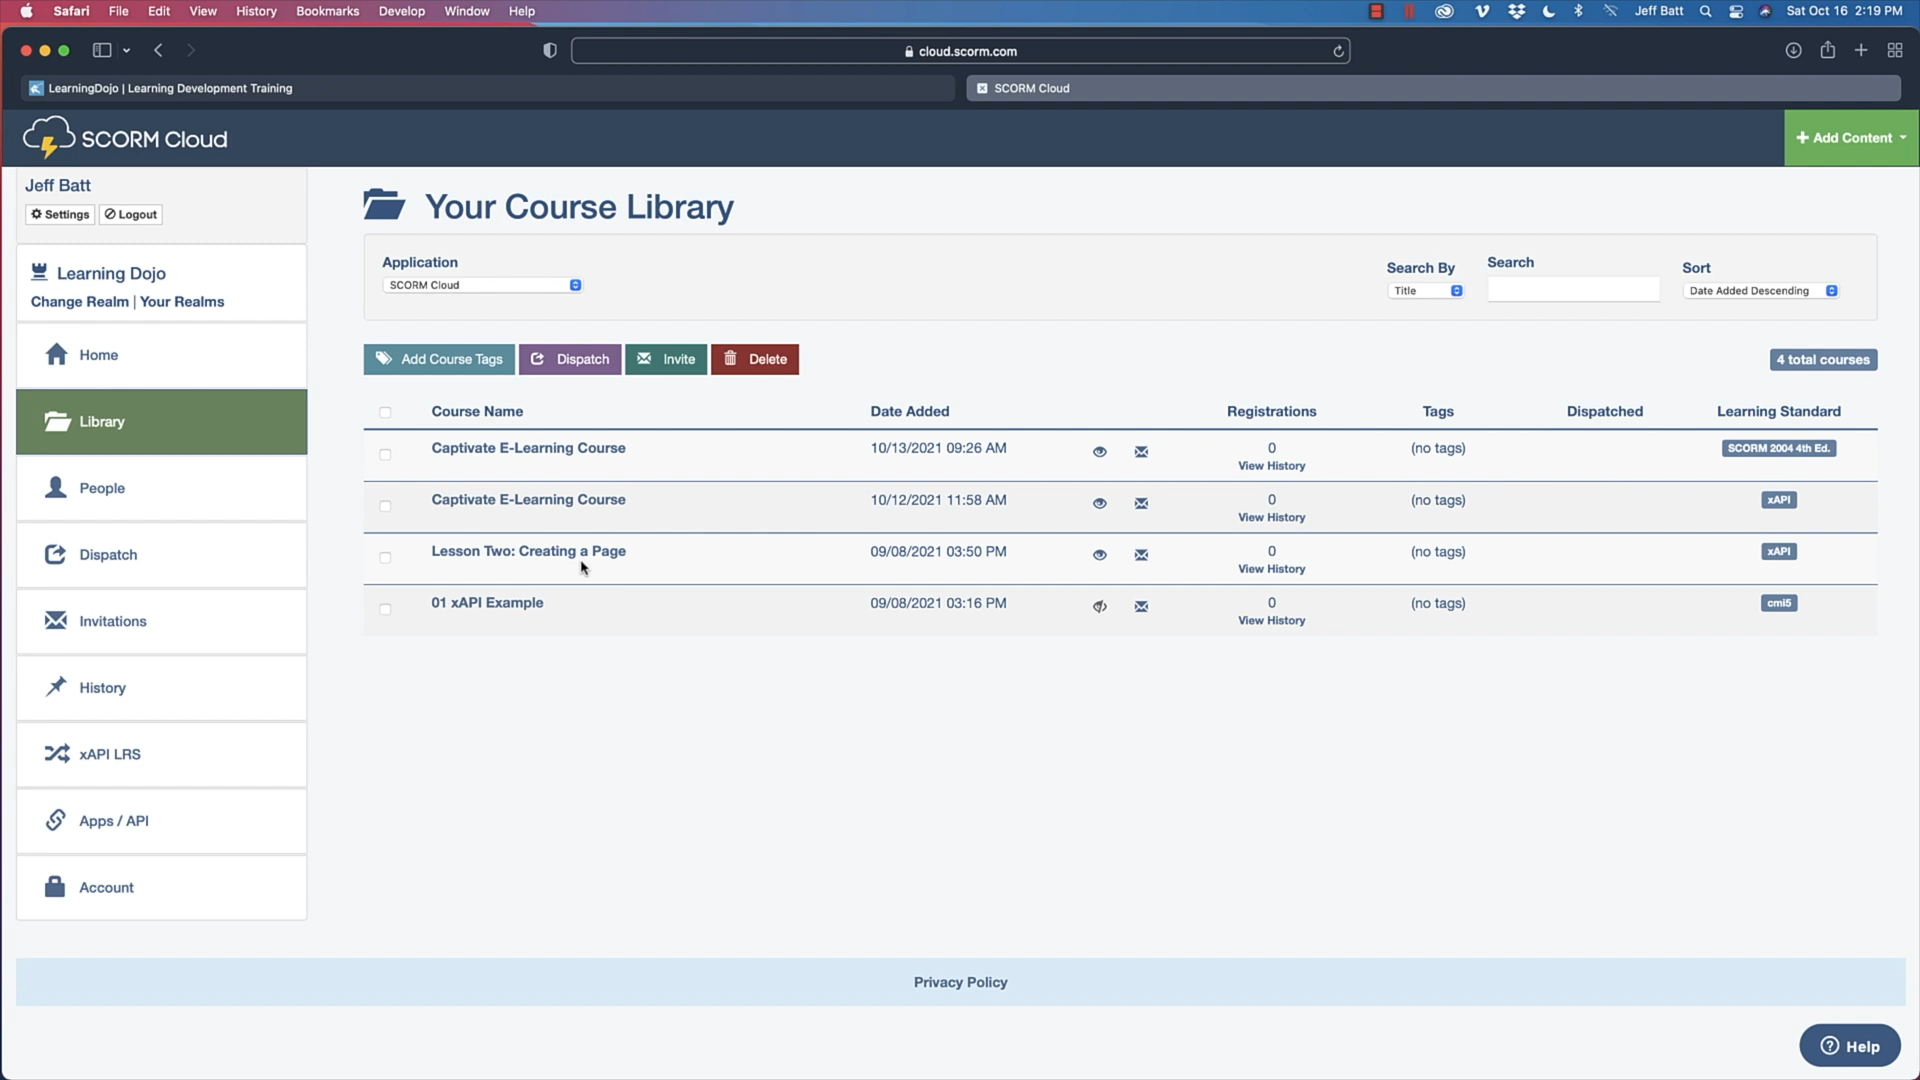 Safari File Edit View History Bookmarks Develop Window Help Jeff Batt Sat Oct 16 2:19 PM
cloud.scorm.com
LearningDojo | Learning Development Training
SCORM Cloud
SCORM Cloud
+ Add Content
Jeff Batt
Settings Logout
Learning Dojo
Change Realm | Your Realms
Home
Library
People
Dispatch
Invitations
History
xAPI LRS
Apps / API
Account
Your Course Library
Application
SCORM Cloud
Search By
Title
Search
Sort
Date Added Descending
Add Course Tags Dispatch Invite Delete
4 total courses
Course Name Date Added Registrations Tags Dispatched Learning Standard
Captivate E-Learning Course 10/13/2021 09:26 AM 0 (no tags) SCORM 2004 4th Ed.
View History
Captivate E-Learning Course 10/12/2021 11:58 AM 0 (no tags) xAPI
View History
Lesson Two: Creating a Page 09/08/2021 03:50 PM 0 (no tags) xAPI
View History
01 xAPI Example 09/08/2021 03:16 PM 0 (no tags) cmi5
View History
Privacy Policy
Help